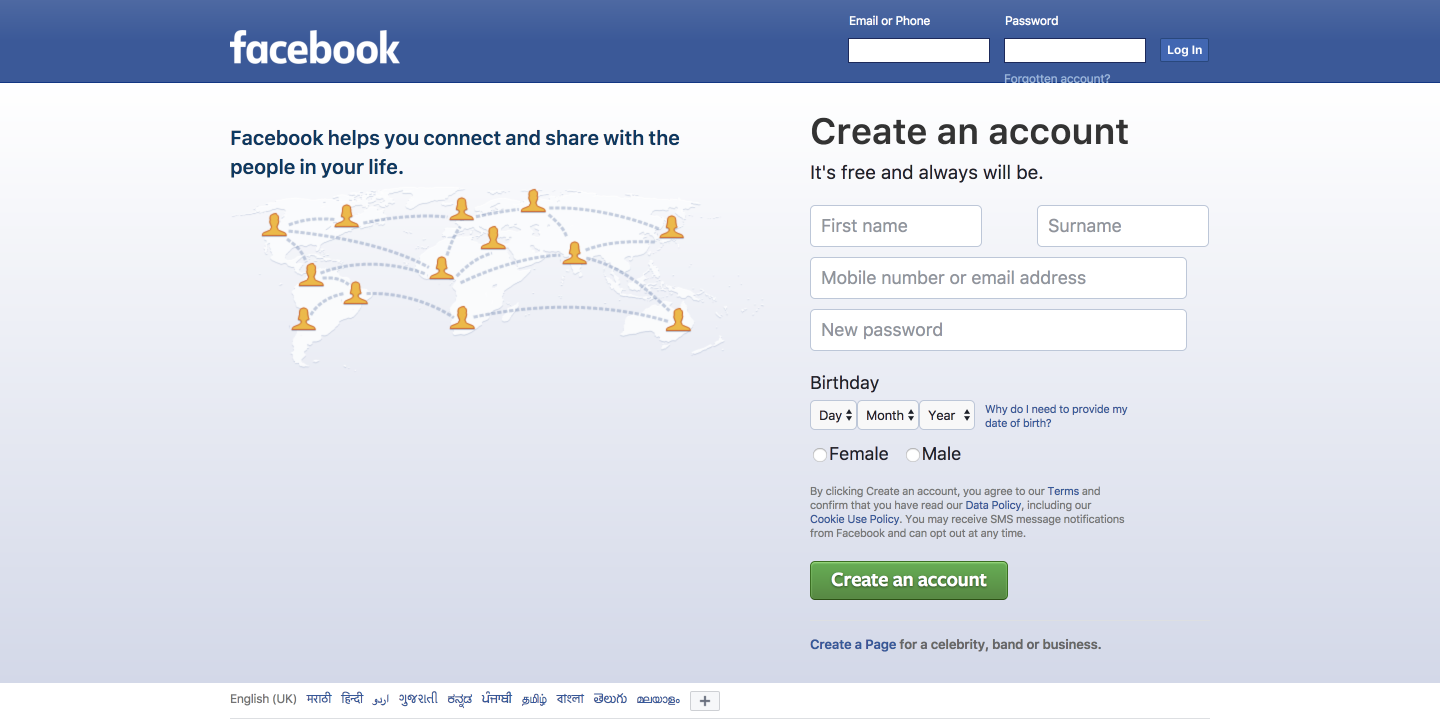 facebook
Email or Phone
Password
Log In
Forgotten account?
Facebook helps you connect and share with the
people in your life.
Create an account
It's free and always will be.
First name
Surname
Mobile number or email address
New password
Birthday
Day Month Year
Why do I need to provide my
date of birth?
Female Male
By clicking Create an account, you agree to our Terms and
confirm that you have read our Data Policy, including our
Cookie Use Policy. You may receive SMS message notifications
from Facebook and can opt out at any time.
Create an account
Create a Page for a celebrity, band or business.
English (UK) मराठी हिन्दी اردو ગુજરાતી ಕನ್ನಡ ਪੰਜਾਬੀ தமிழ் বাংলা తెలుగు മലയാളം +